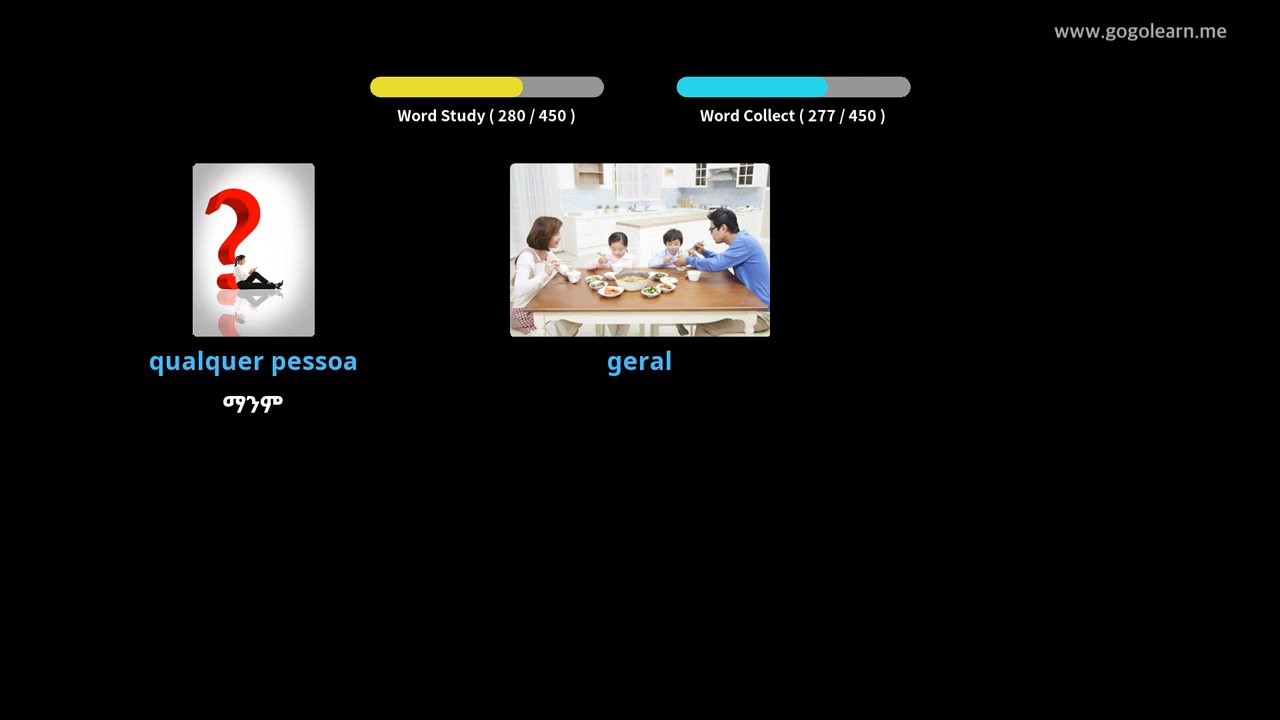 www.gogolearn.me
Word Study ( 280 / 450 )
Word Collect ( 277 / 450 )
qualquer pessoa
geral
ማንም